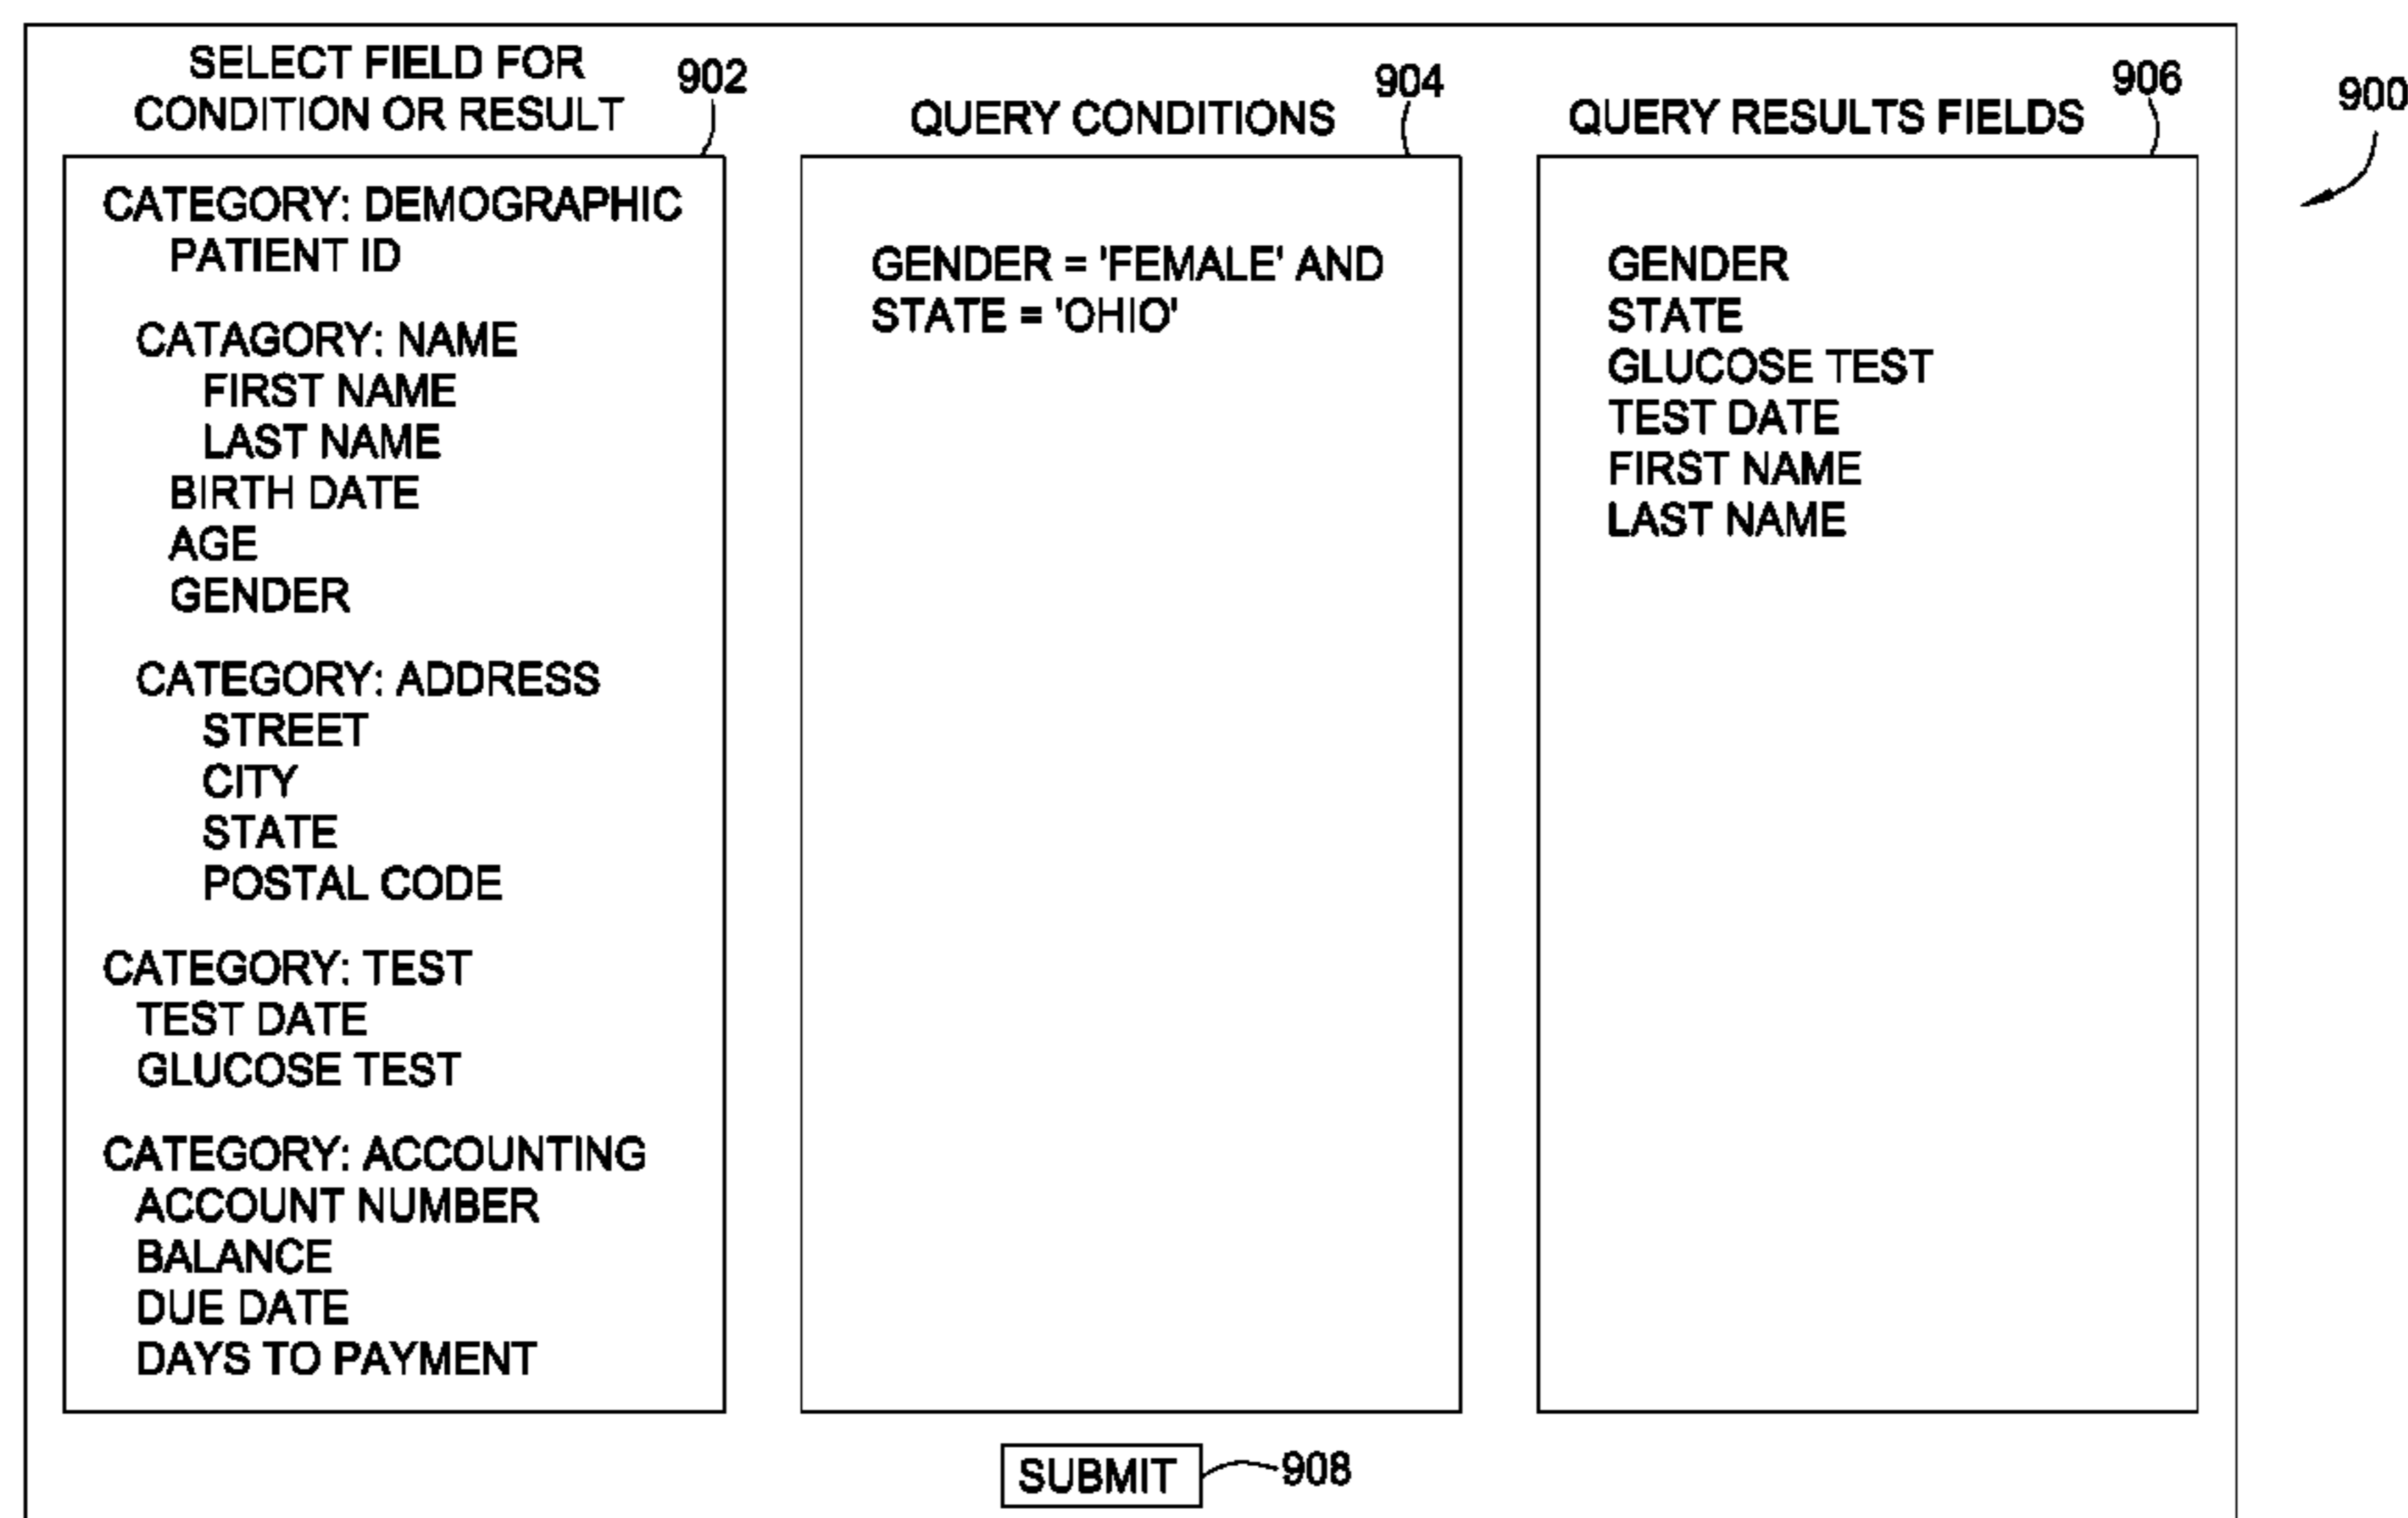 SELECT FIELD FOR
CONDITION OR RESULT
902
CATEGORY: DEMOGRAPHIC
PATIENT ID
CATAGORY: NAME
FIRST NAME
LAST NAME
BIRTH DATE
AGE
GENDER
CATEGORY: ADDRESS
STREET
CITY
STATE
POSTAL CODE
CATEGORY: TEST
TEST DATE
GLUCOSE TEST
CATEGORY: ACCOUNTING
ACCOUNT NUMBER
BALANCE
DUE DATE
DAYS TO PAYMENT
QUERY CONDITIONS
904
GENDER = 'FEMALE' AND
STATE = 'OHIO'
QUERY RESULTS FIELDS
906
GENDER
STATE
GLUCOSE TEST
TEST DATE
FIRST NAME
LAST NAME
900
SUBMIT
908